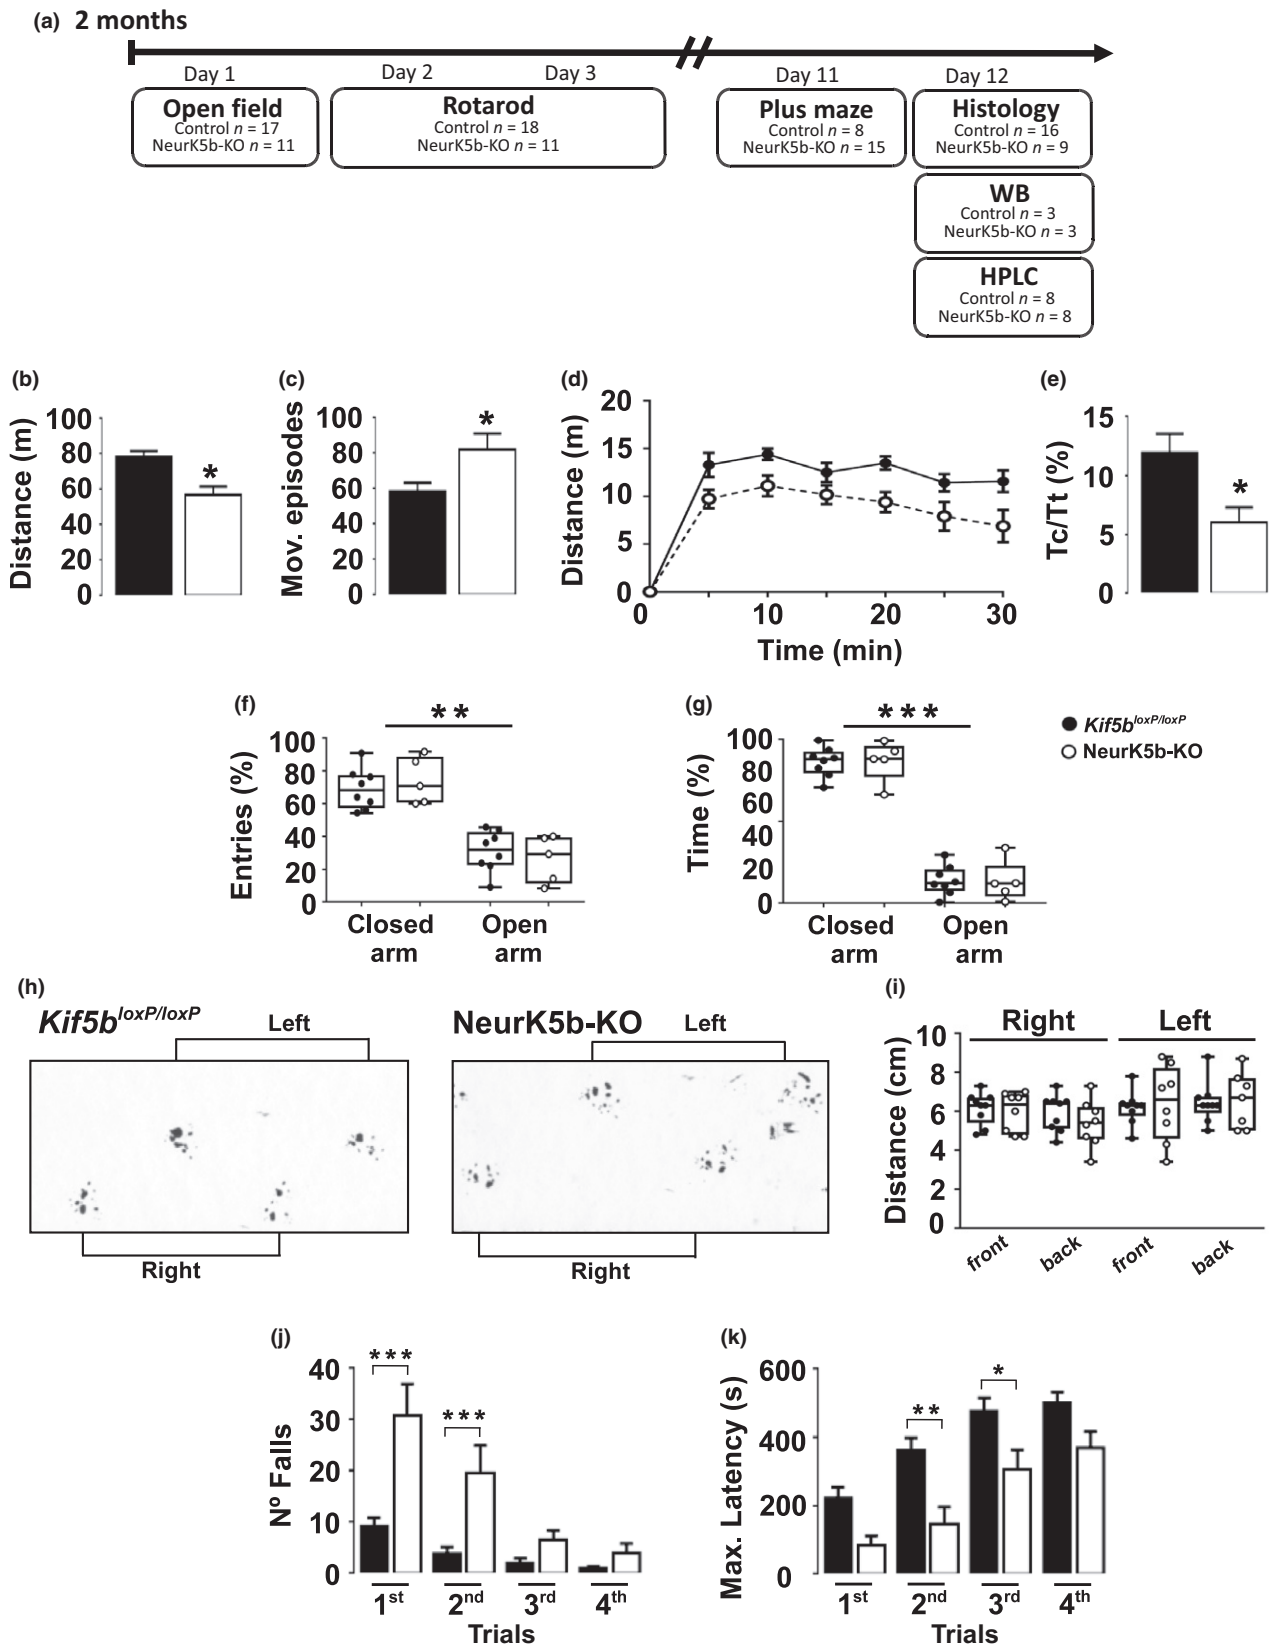 (a) 2 months
Day 1 Day 2 Day 3 Day 11 Day 12
Open field
Control n = 17
NeurK5b-KO n = 11
Rotarod
Control n = 18
NeurK5b-KO n = 11
Plus maze
Control n = 8
NeurK5b-KO n = 15
Histology
Control n = 16
NeurK5b-KO n = 9
WB
Control n = 3
NeurK5b-KO n = 3
HPLC
Control n = 8
NeurK5b-KO n = 8
(b)
Distance (m)
100
80
60
40
20
0
*
(c)
Mov. episodes
100
80
60
40
20
0
*
(d)
Distance (m)
20
15
10
5
0
0 10 20 30
Time (min)
(e)
Tc/Tt (%)
15
10
5
0
*
(f)
**
Entries (%)
100
80
60
40
20
0
Closed arm
Open arm
(g)
***
Time (%)
100
80
60
40
20
0
Closed arm
Open arm
Kif5b^loxP/loxP
NeurK5b-KO
(h)
Kif5b^loxP/loxP
Left
Right
NeurK5b-KO
Left
Right
(i)
Right Left
Distance (cm)
10
8
6
4
2
0
front back front back
(j)
Nº Falls
40
30
20
10
0
*** ***
1st 2nd 3rd 4th
Trials
(k)
Max. Latency (s)
600
400
200
0
** *
1st 2nd 3rd 4th
Trials